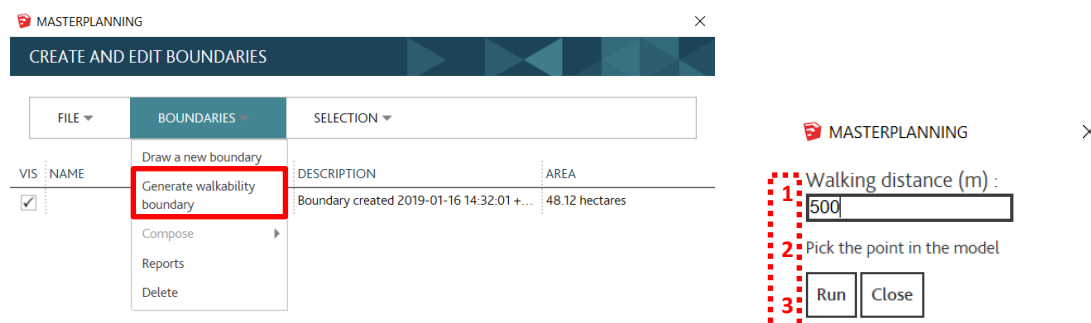 MASTERPLANNING
CREATE AND EDIT BOUNDARIES
FILE
BOUNDARIES
SELECTION
Draw a new boundary
Generate walkability
boundary
Compose
Reports
Delete
VIS NAME DESCRIPTION AREA
Boundary created 2019-01-16 14:32:01 +... 48.12 hectares
MASTERPLANNING
1 Walking distance (m) :
500
2 Pick the point in the model
3 Run Close